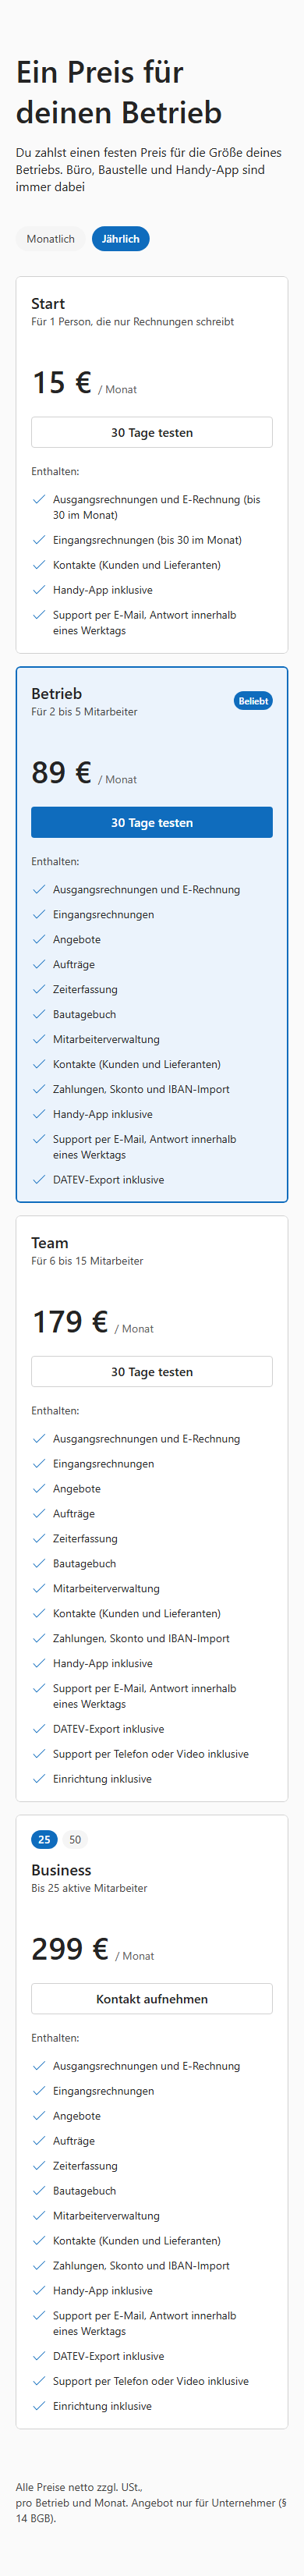 Ein Preis für
deinen Betrieb
Du zahlst einen festen Preis für die Größe deines
Betriebs. Büro, Baustelle und Handy-App sind
immer dabei
Monatlich
Jährlich
Start
Für 1 Person, die nur Rechnungen schreibt
15 € / Monat
30 Tage testen
Enthalten:
Ausgangsrechnungen und E-Rechnung (bis
30 im Monat)
Eingangsrechnungen (bis 30 im Monat)
Kontakte (Kunden und Lieferanten)
Handy-App inklusive
Support per E-Mail, Antwort innerhalb
eines Werktags
Betrieb
Beliebt
Für 2 bis 5 Mitarbeiter
89 € / Monat
30 Tage testen
Enthalten:
Ausgangsrechnungen und E-Rechnung
Eingangsrechnungen
Angebote
Aufträge
Zeiterfassung
Bautagebuch
Mitarbeiterverwaltung
Kontakte (Kunden und Lieferanten)
Zahlungen, Skonto und IBAN-Import
Handy-App inklusive
Support per E-Mail, Antwort innerhalb
eines Werktags
DATEV-Export inklusive
Team
Für 6 bis 15 Mitarbeiter
179 € / Monat
30 Tage testen
Enthalten:
Ausgangsrechnungen und E-Rechnung
Eingangsrechnungen
Angebote
Aufträge
Zeiterfassung
Bautagebuch
Mitarbeiterverwaltung
Kontakte (Kunden und Lieferanten)
Zahlungen, Skonto und IBAN-Import
Handy-App inklusive
Support per E-Mail, Antwort innerhalb
eines Werktags
DATEV-Export inklusive
Support per Telefon oder Video inklusive
Einrichtung inklusive
25
50
Business
Bis 25 aktive Mitarbeiter
299 € / Monat
Kontakt aufnehmen
Enthalten:
Ausgangsrechnungen und E-Rechnung
Eingangsrechnungen
Angebote
Aufträge
Zeiterfassung
Bautagebuch
Mitarbeiterverwaltung
Kontakte (Kunden und Lieferanten)
Zahlungen, Skonto und IBAN-Import
Handy-App inklusive
Support per E-Mail, Antwort innerhalb
eines Werktags
DATEV-Export inklusive
Support per Telefon oder Video inklusive
Einrichtung inklusive
Alle Preise netto zzgl. USt.,
pro Betrieb und Monat. Angebot nur für Unternehmer (§
14 BGB).